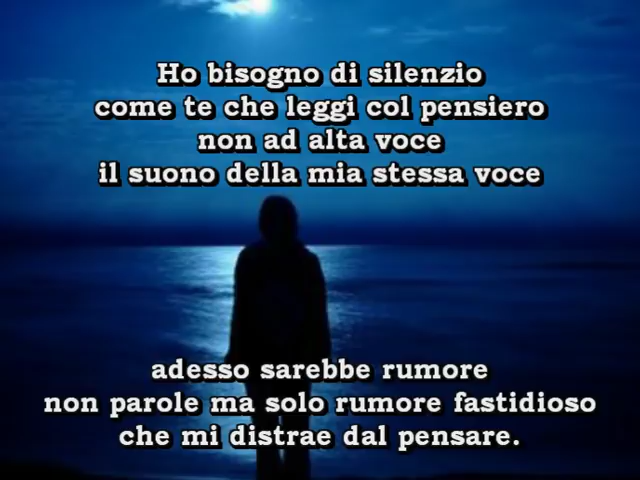 Ho bisogno di silenzio
come te che leggi col pensiero
non ad alta voce
il suono della mia stessa voce
adesso sarebbe rumore
non parole ma solo rumore fastidioso
che mi distrae dal pensare.